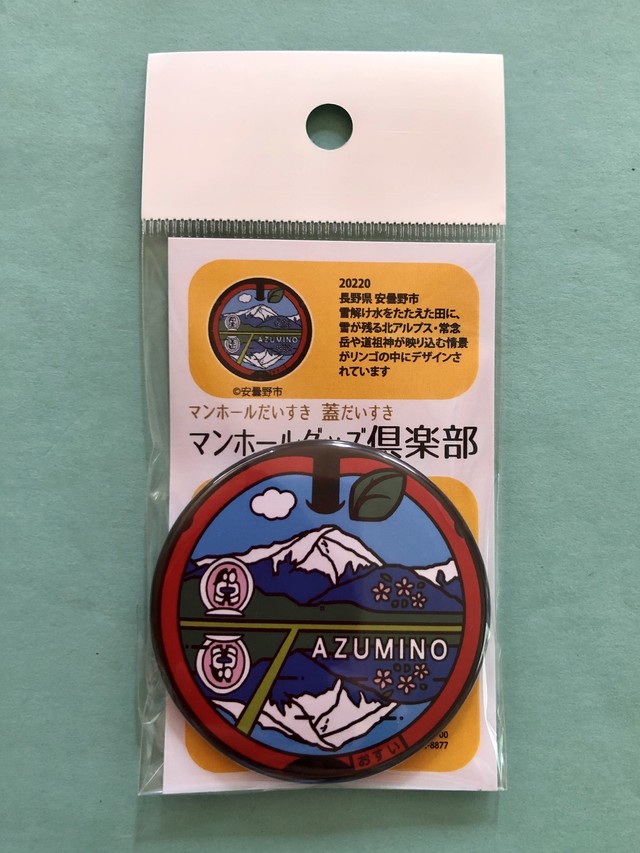 20220
長野県 安曇野市
雪解け水をたたえた田に、
雪が残る北アルプス・常念
岳や道祖神が映り込む情景
がリンゴの中にデザインさ
れています
AZUMINO
©安曇野市
マンホールだいすき 蓋だいすき
マンホールグッズ倶楽部
AZUMINO
おすい
00
-8877